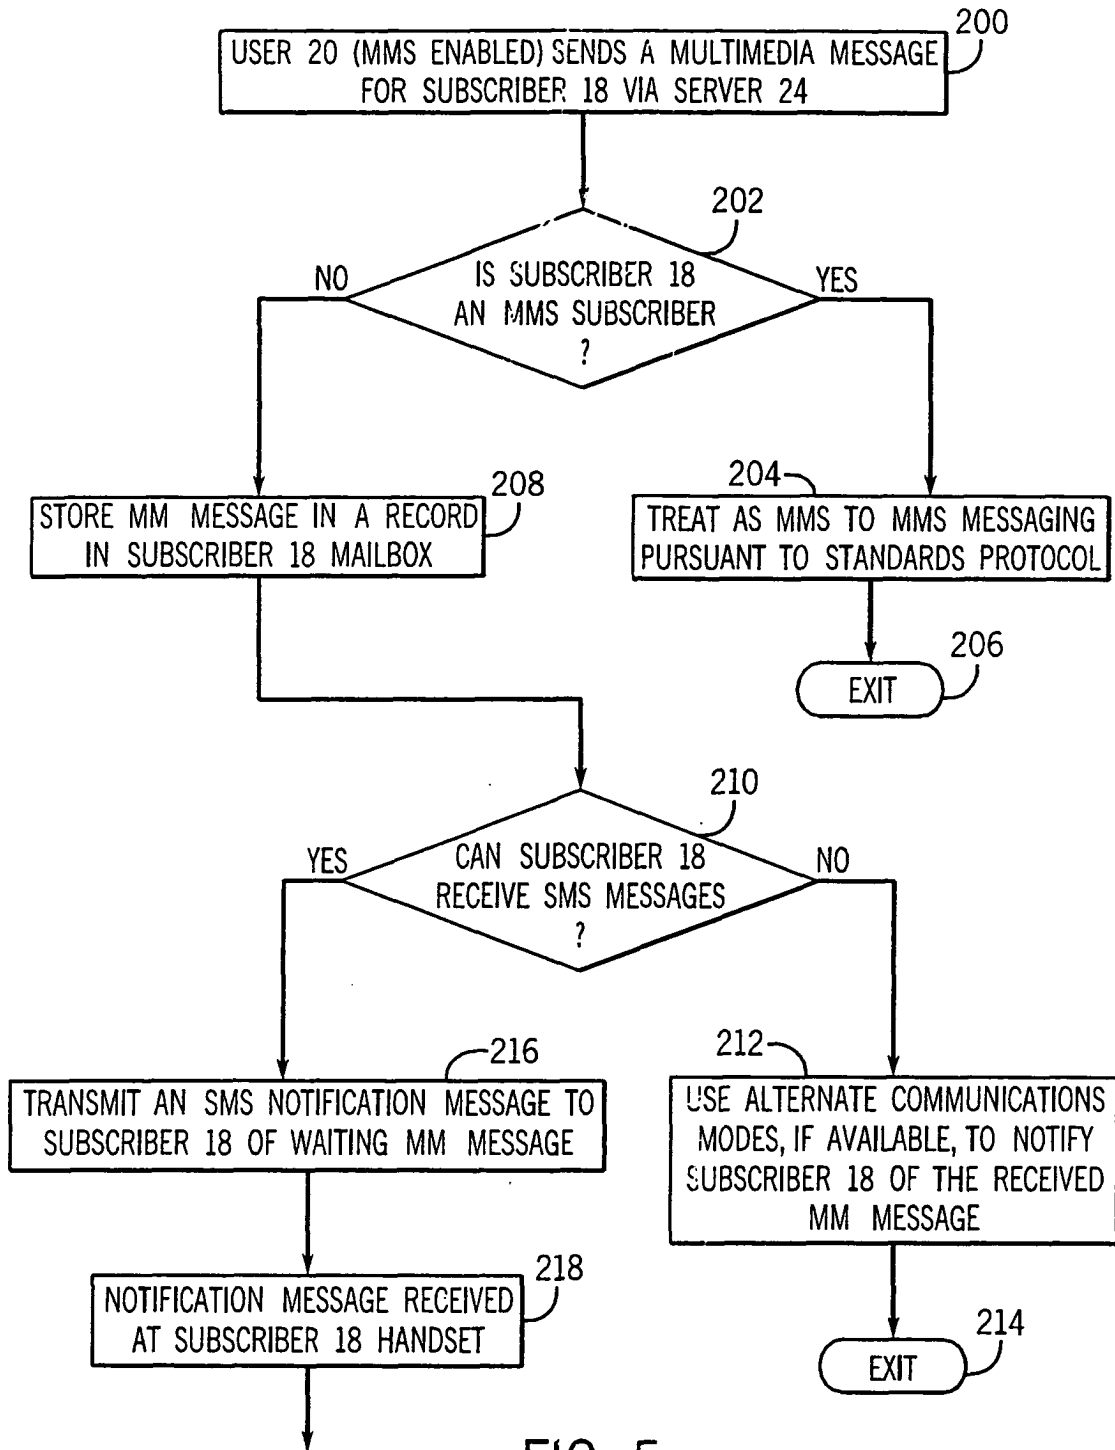 200
USER 20 (MMS ENABLED) SENDS A MULTIMEDIA MESSAGE
FOR SUBSCRIBER 18 VIA SERVER 24
202
NO
IS SUBSCRIBER 18
AN MMS SUBSCRIBER
?
YES
208
STORE MM MESSAGE IN A RECORD
IN SUBSCRIBER 18 MAILBOX
204
TREAT AS MMS TO MMS MESSAGING
PURSUANT TO STANDARDS PROTOCOL
206
EXIT
210
YES
CAN SUBSCRIBER 18
RECEIVE SMS MESSAGES
?
NO
216
TRANSMIT AN SMS NOTIFICATION MESSAGE TO
SUBSCRIBER 18 OF WAITING MM MESSAGE
212
USE ALTERNATE COMMUNICATIONS
MODES, IF AVAILABLE, TO NOTIFY
SUBSCRIBER 18 OF THE RECEIVED
MM MESSAGE
218
NOTIFICATION MESSAGE RECEIVED
AT SUBSCRIBER 18 HANDSET
214
EXIT
FIG. 5